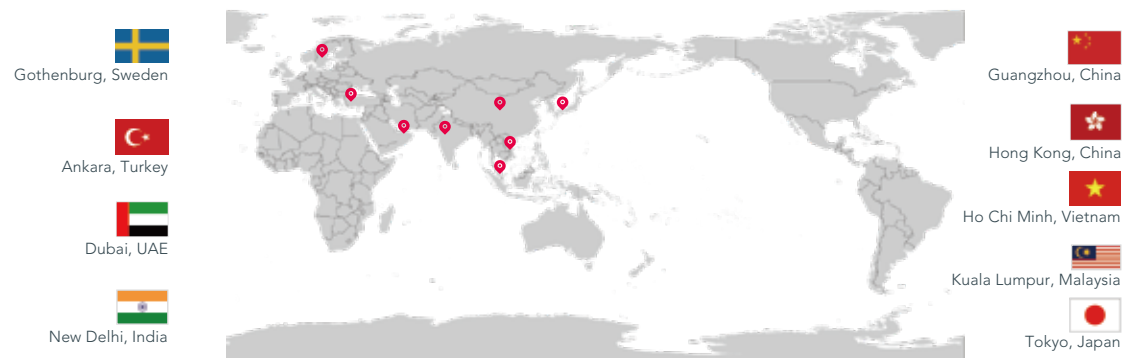 Gothenburg, Sweden
Ankara, Turkey
Dubai, UAE
New Delhi, India
Guangzhou, China
Hong Kong, China
Ho Chi Minh, Vietnam
Kuala Lumpur, Malaysia
Tokyo, Japan